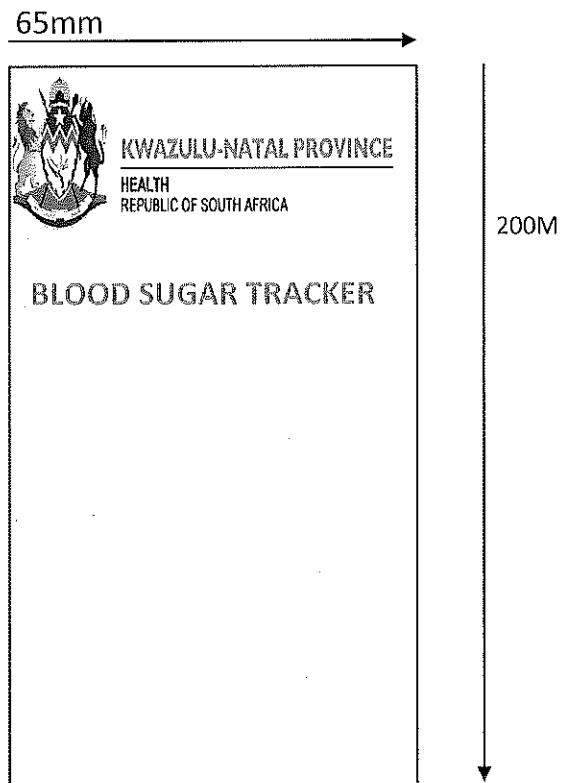 65mm
KWAZULU-NATAL PROVINCE
HEALTH
REPUBLIC OF SOUTH AFRICA
200M
BLOOD SUGAR TRACKER